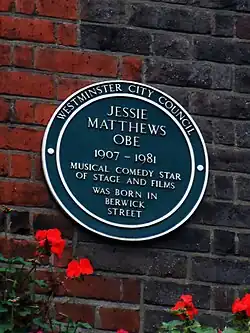 WESTMINSTER CITY COUNCIL
JESSIE
MATTHEWS
OBE
1907 - 1981
MUSICAL COMEDY STAR
OF STAGE AND FILMS
WAS BORN IN
BERWICK
STREET